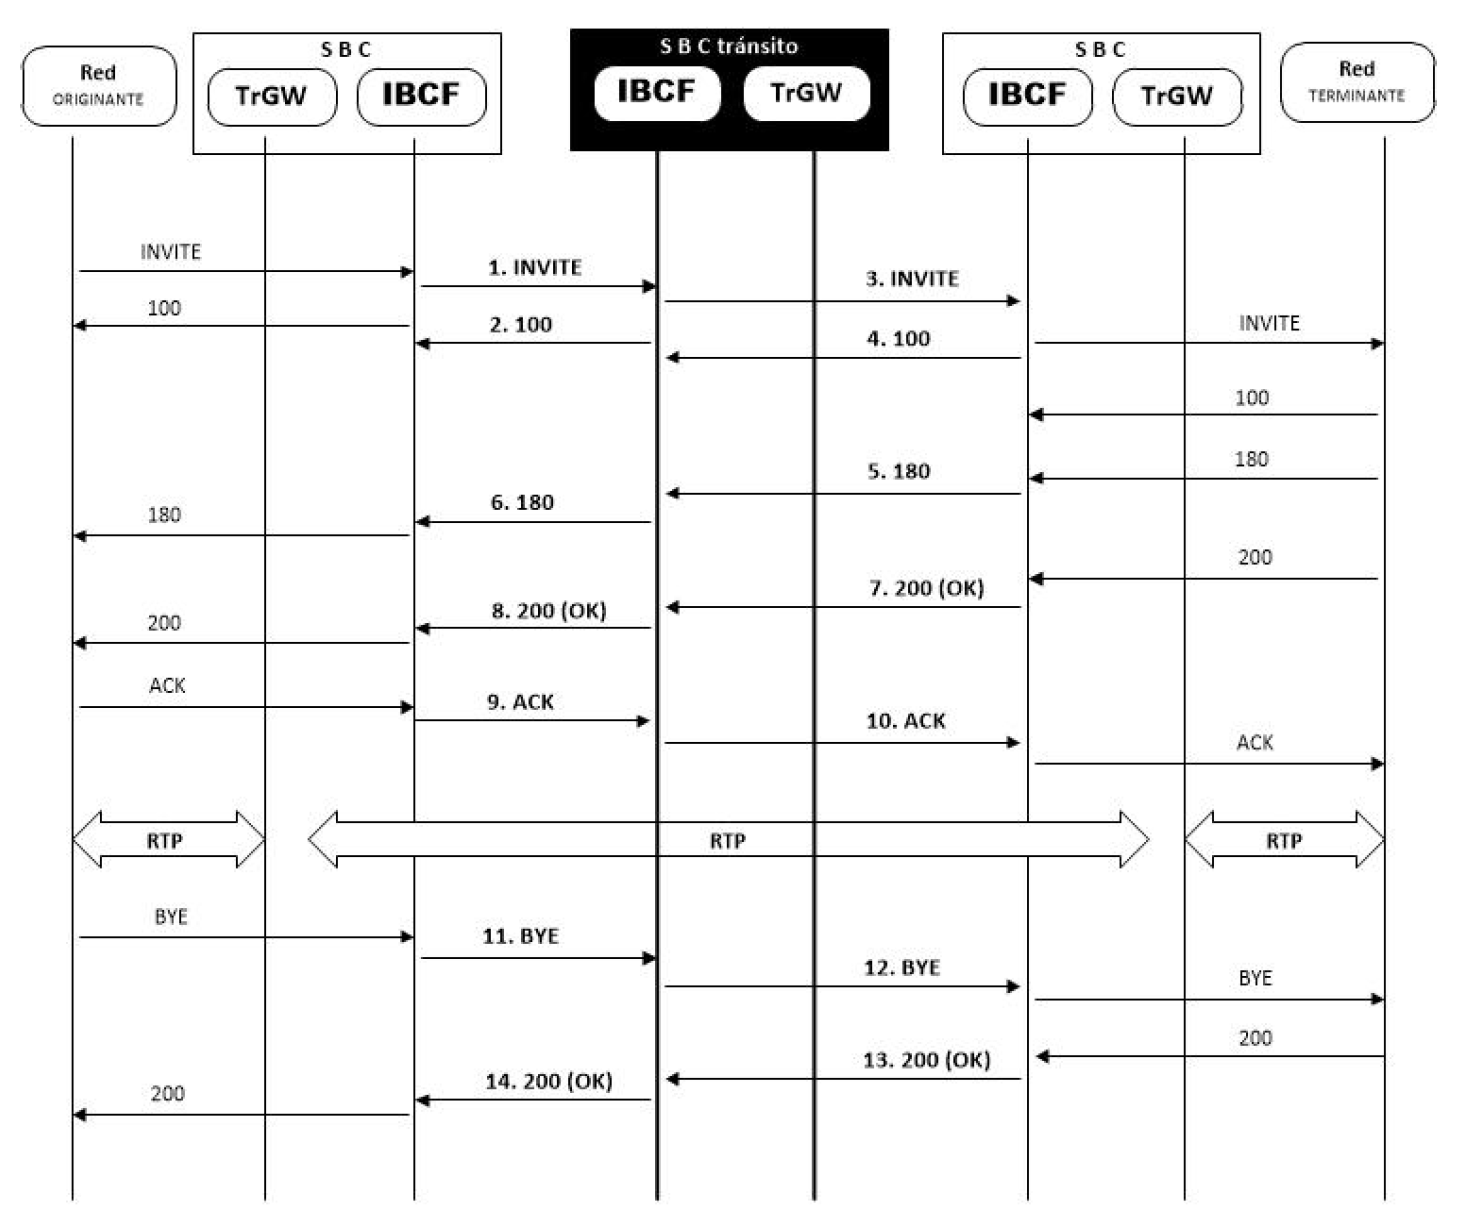 Red
ORIGINANTE
S B C
TrGW
IBCF
S B C tránsito
IBCF
TrGW
S B C
IBCF
TrGW
Red
TERMINANTE
INVITE
1. INVITE
3. INVITE
100
2. 100
4. 100
INVITE
100
180
5. 180
6. 180
180
200
7. 200 (OK)
8. 200 (OK)
200
ACK
9. ACK
10. ACK
ACK
RTP
RTP
RTP
BYE
11. BYE
12. BYE
BYE
200
13. 200 (OK)
14. 200 (OK)
200